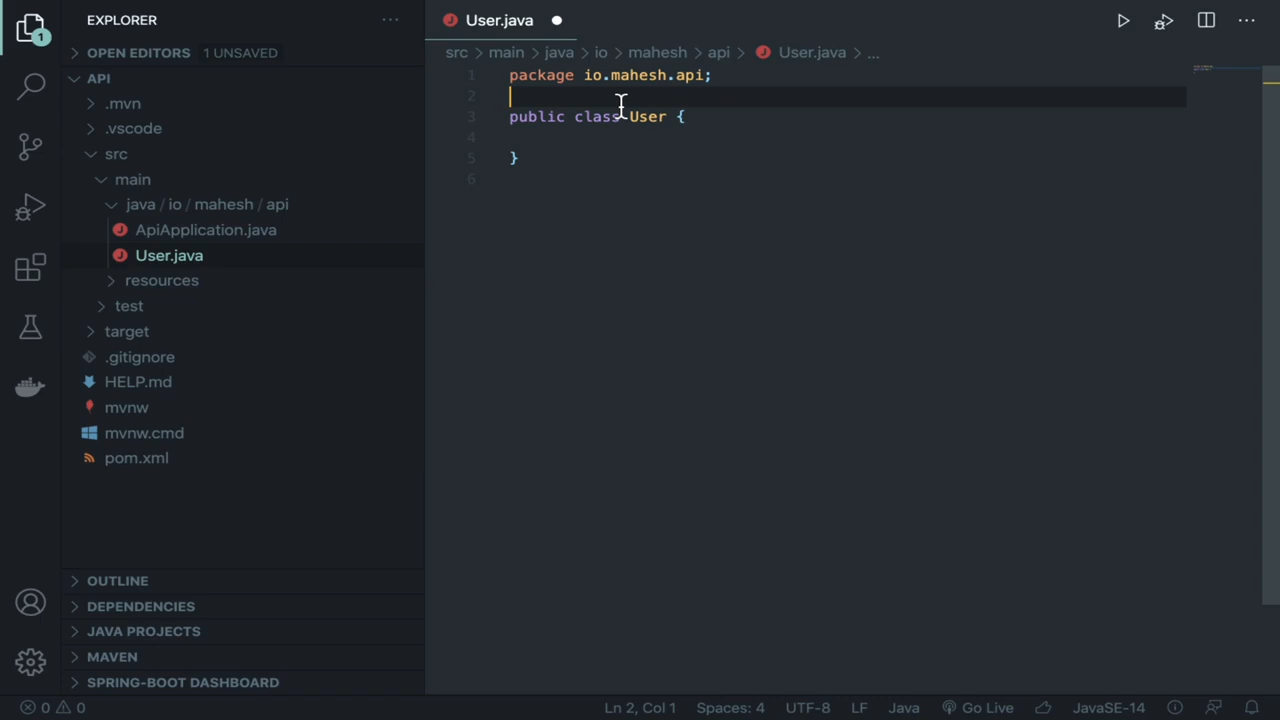 1
EXPLORER
OPEN EDITORS 1 UNSAVED
API
.mvn
.vscode
src
main
java / io / mahesh / api
ApiApplication.java
User.java
resources
test
target
.gitignore
HELP.md
mvnw
mvnw.cmd
pom.xml
OUTLINE
DEPENDENCIES
JAVA PROJECTS
MAVEN
SPRING-BOOT DASHBOARD
User.java
src > main > java > io > mahesh > api > User.java > ...
1 package io.mahesh.api;
2
3 public class User {
4
5 }
6
0 0 Ln 2, Col 1 Spaces: 4 UTF-8 LF Java Go Live JavaSE-14